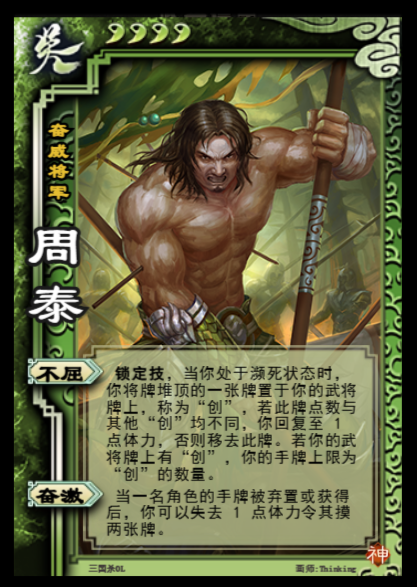 吴
奋威将军
周泰
不屈
锁定技，当你处于濒死状态时，
你将牌堆顶的一张牌置于你的武将
牌上，称为“创”，若此牌点数与
其他“创”均不同，你回复至 1
点体力，否则移去此牌。若你的武
将牌上有“创”，你的手牌上限为
“创”的数量。
奋激
当一名角色的手牌被弃置或获得
后，你可以失去 1 点体力令其摸
两张牌。
三国杀OL
画师:Thinking
神